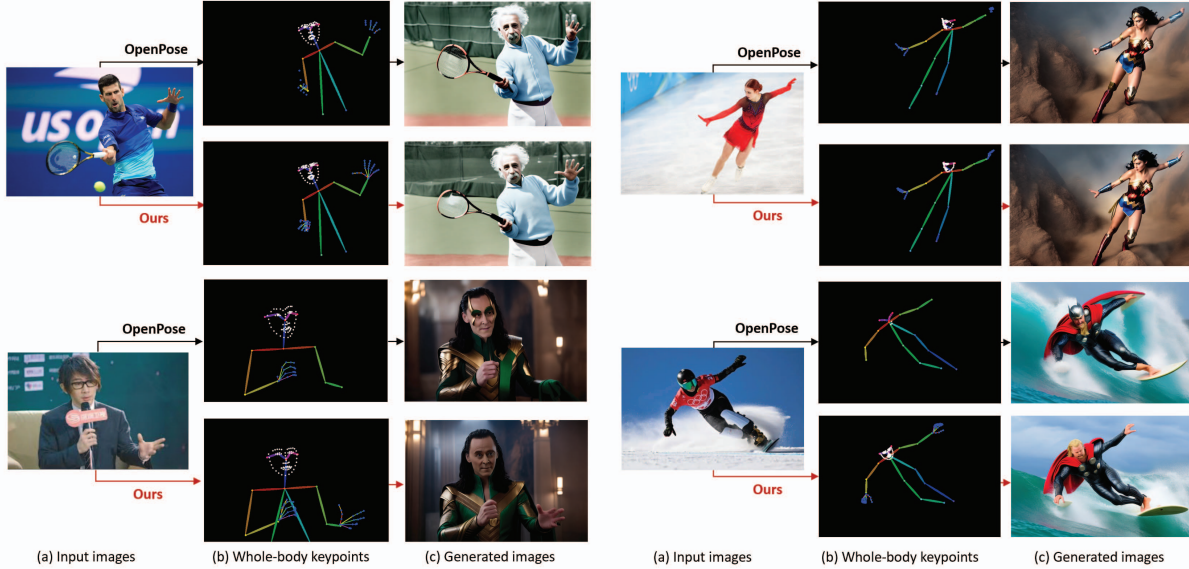 OpenPose
us open
Ours
OpenPose
Ours
(a) Input images
(b) Whole-body keypoints
(c) Generated images
OpenPose
Ours
OpenPose
Ours
(a) Input images
(b) Whole-body keypoints
(c) Generated images